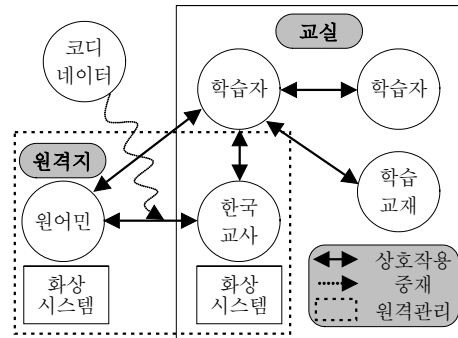 교실
코디
네이터
학습자
학습자
원격지
원어민
한국
교사
학습
교재
화상
시스템
화상
시스템
상호작용
중재
원격관리